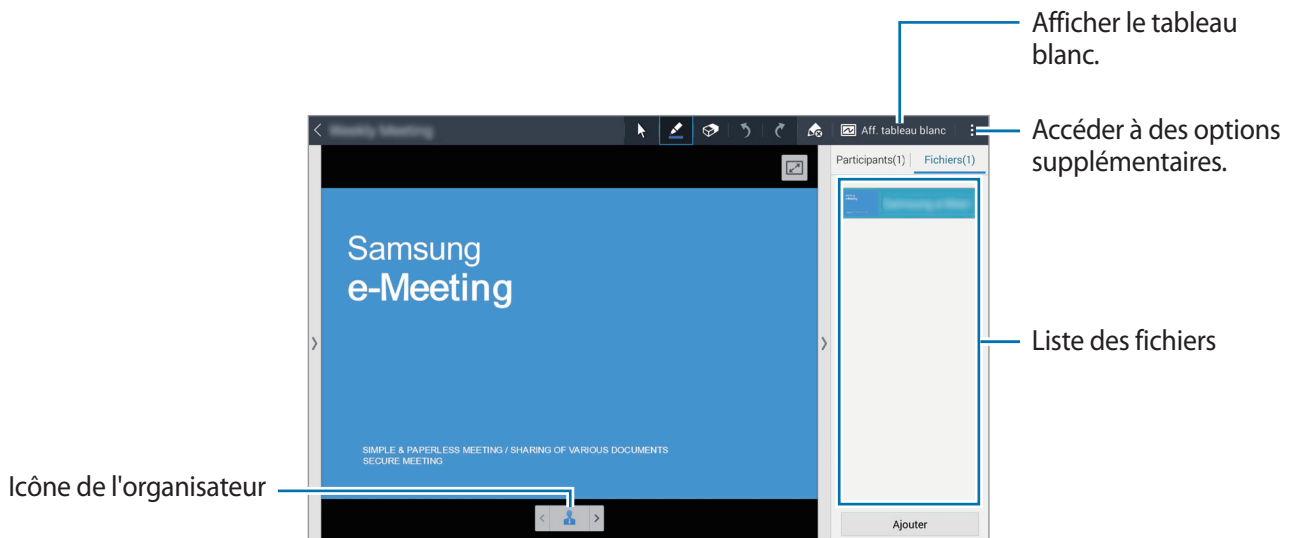 Afficher le tableau
blanc.
Aff. tableau blanc
Accéder à des options
supplémentaires.
Participants(1)
Fichiers(1)
Samsung
e-Meeting
Liste des fichiers
SIMPLE & PAPERLESS MEETING / SHARING OF VARIOUS DOCUMENTS
SECURE MEETING
Icône de l'organisateur
Ajouter